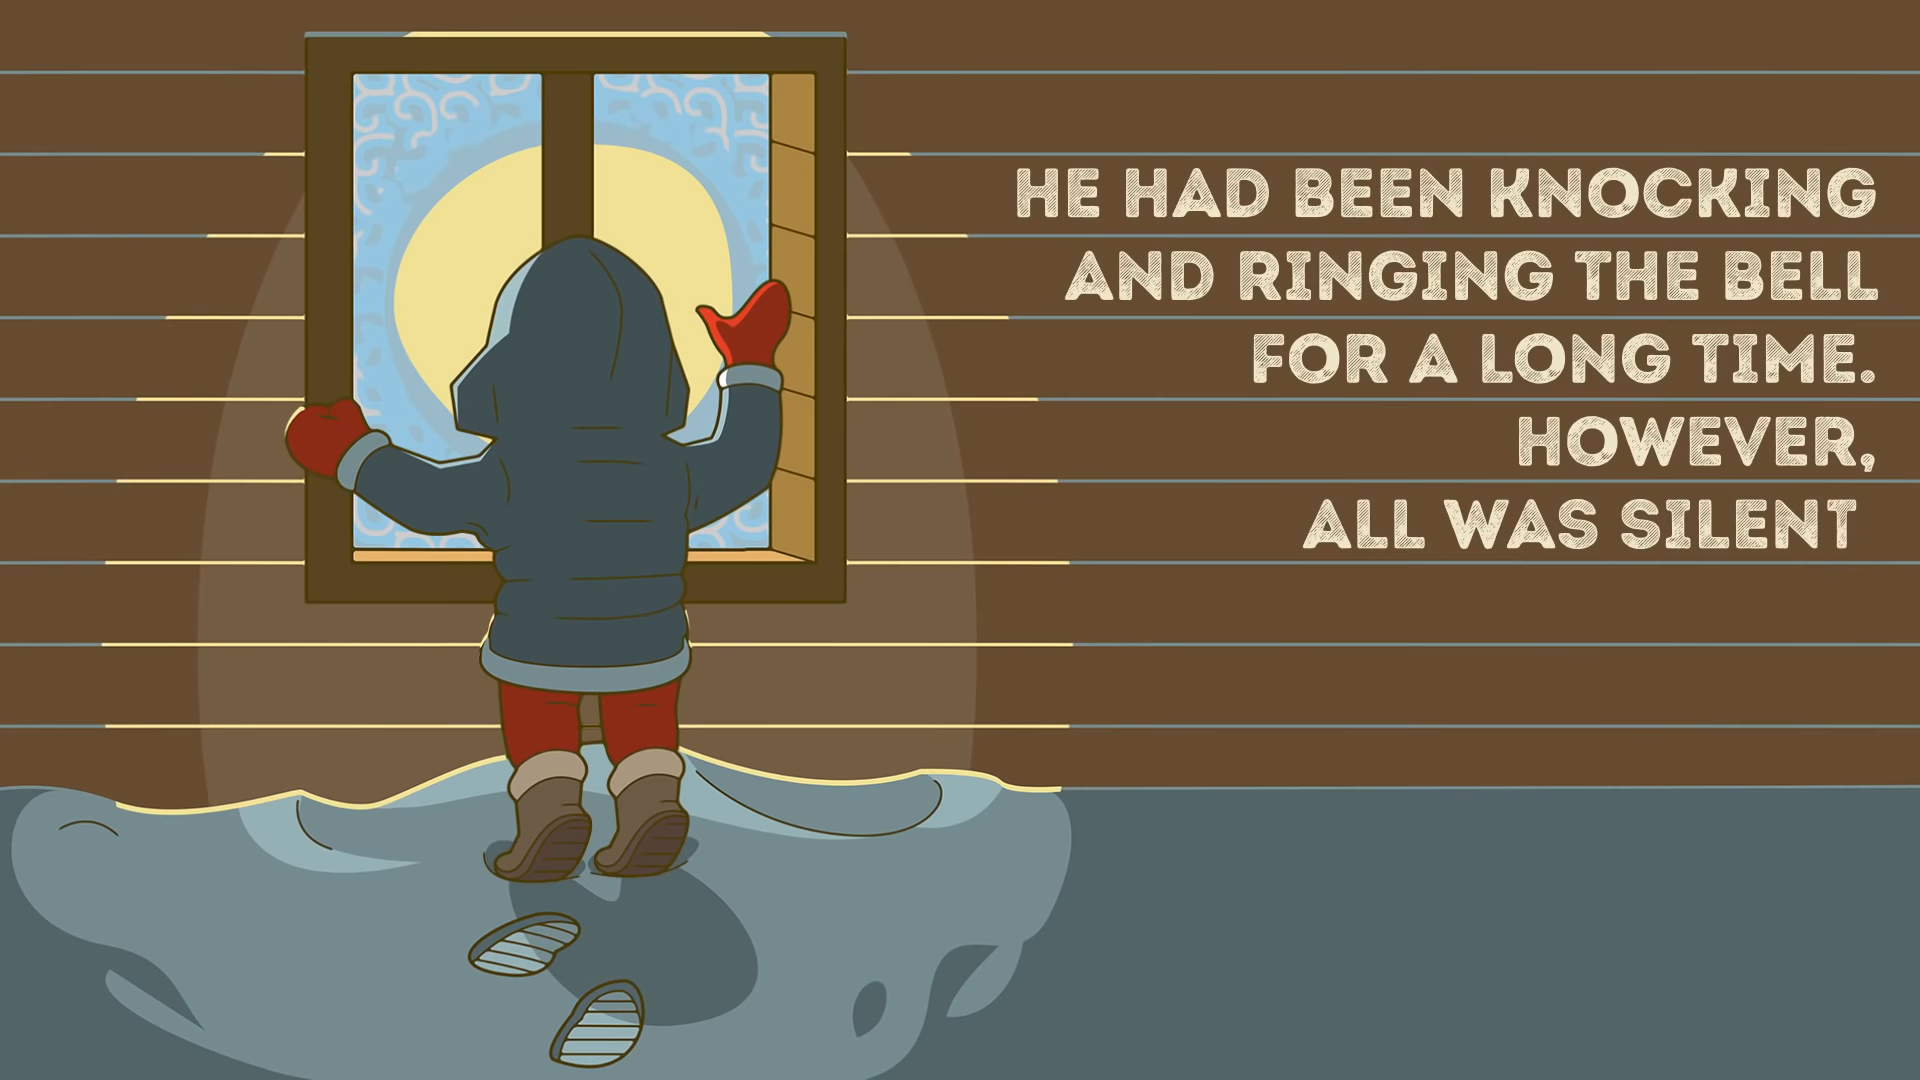 HE HAD BEEN KNOCKING
AND RINGING THE BELL
FOR A LONG TIME.
HOWEVER,
ALL WAS SILENT